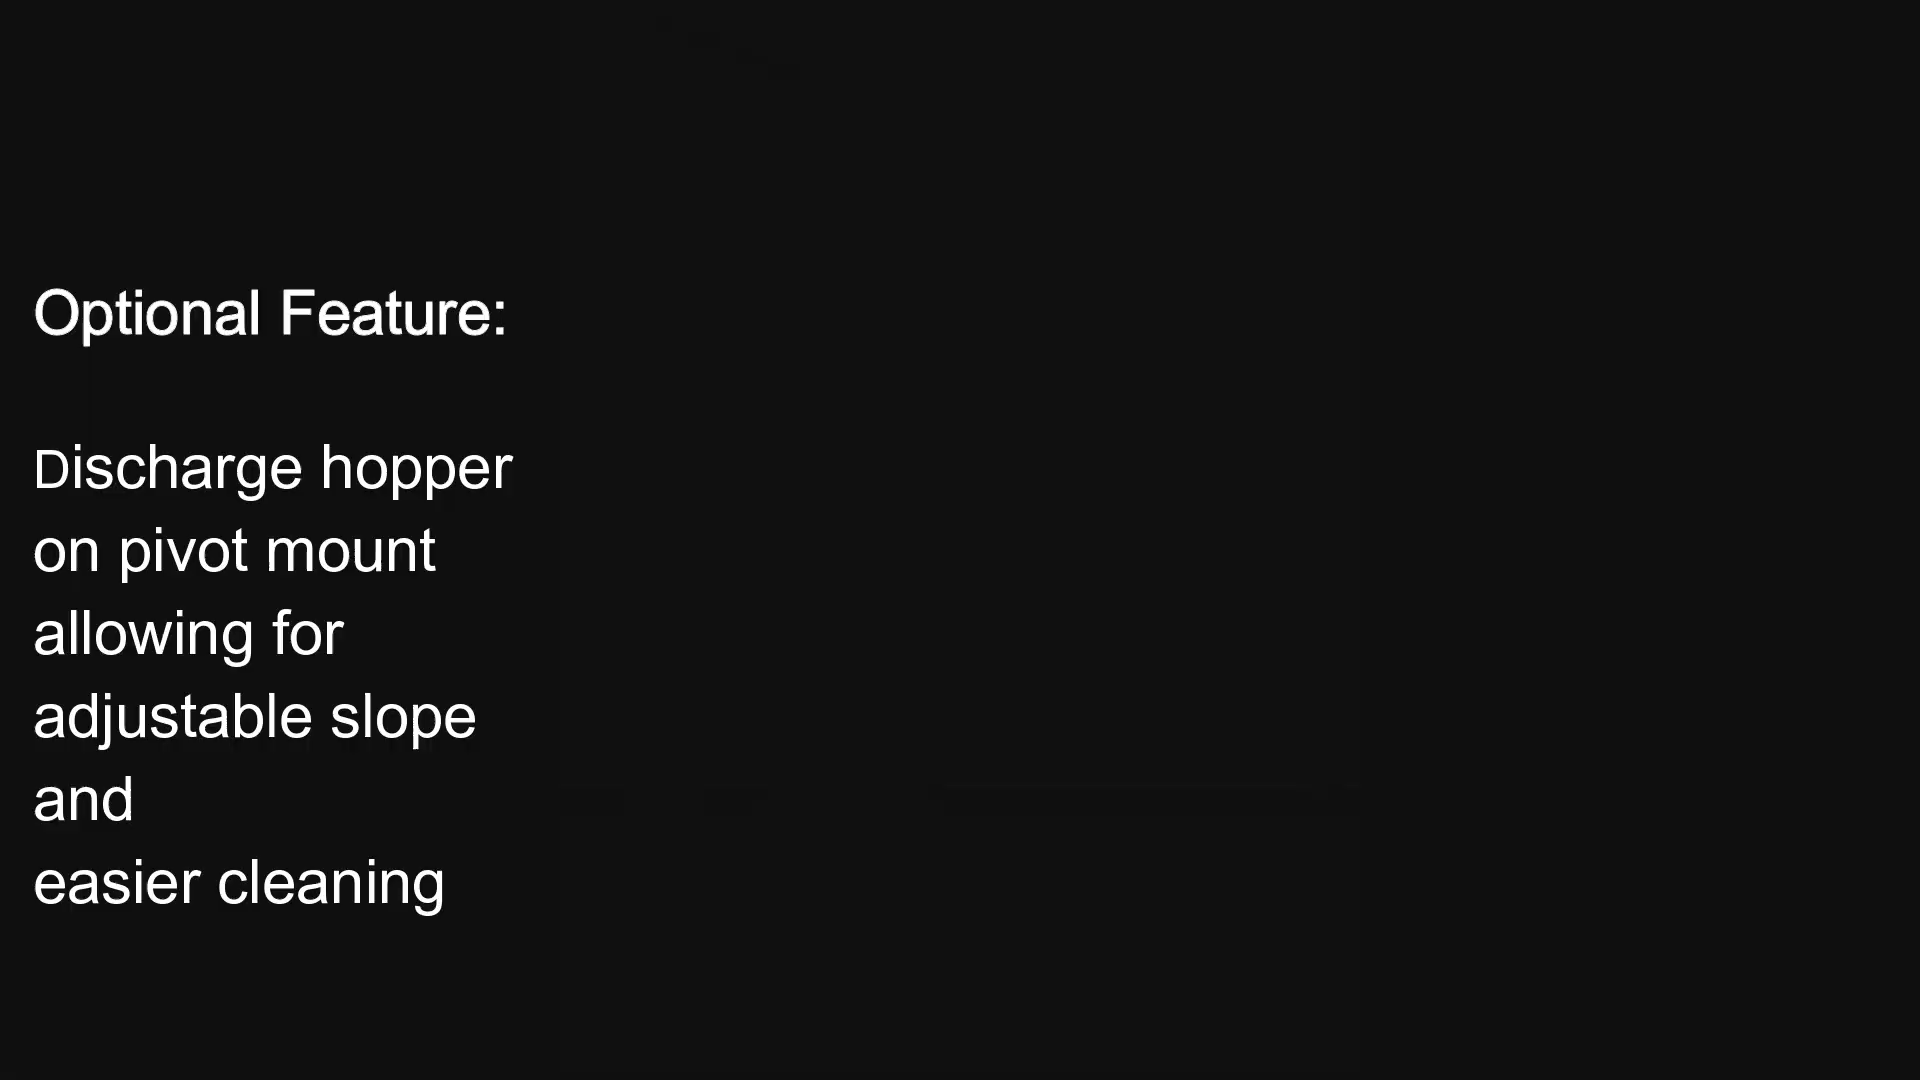 Optional Feature:
Discharge hopper
on pivot mount
allowing for
adjustable slope
and
easier cleaning